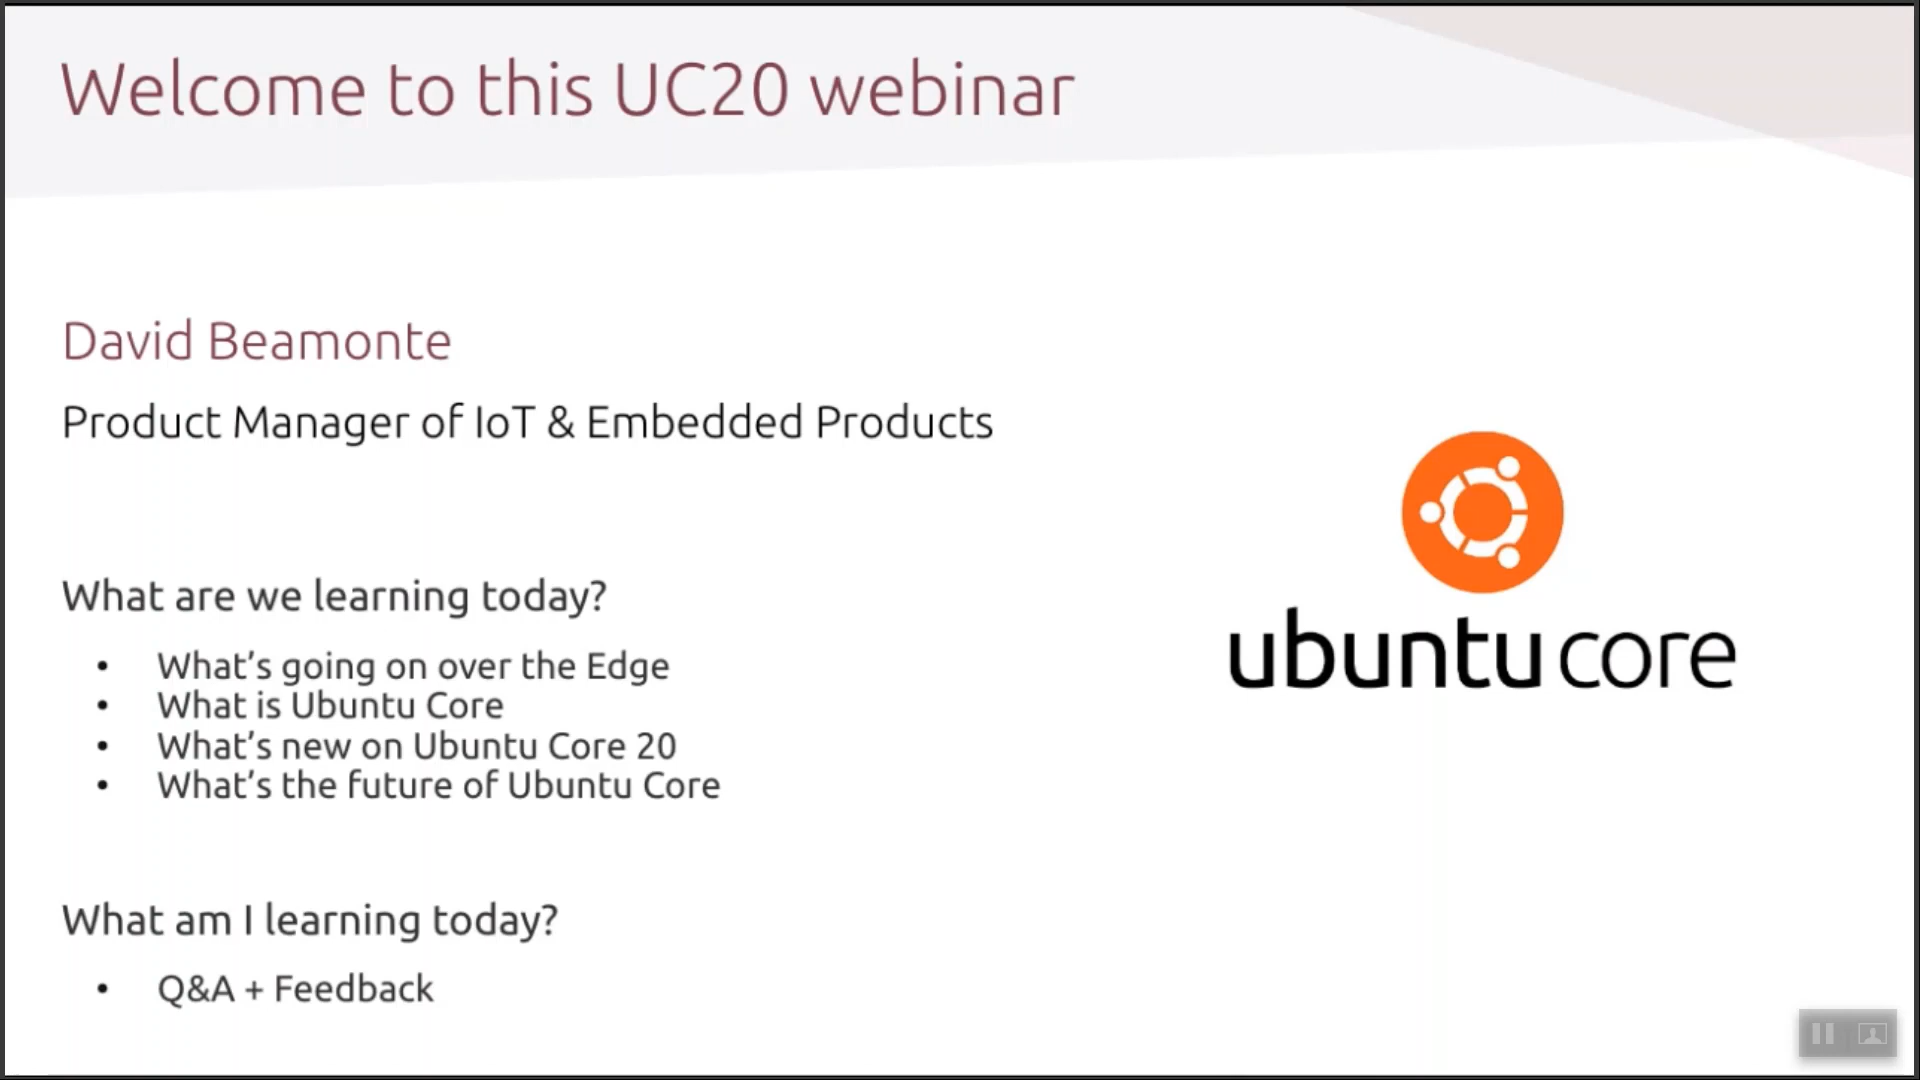 Welcome to this UC20 webinar
David Beamonte
Product Manager of IoT & Embedded Products
What are we learning today?
• What’s going on over the Edge
• What is Ubuntu Core
• What’s new on Ubuntu Core 20
• What’s the future of Ubuntu Core
What am I learning today?
• Q&A + Feedback
ubuntu core